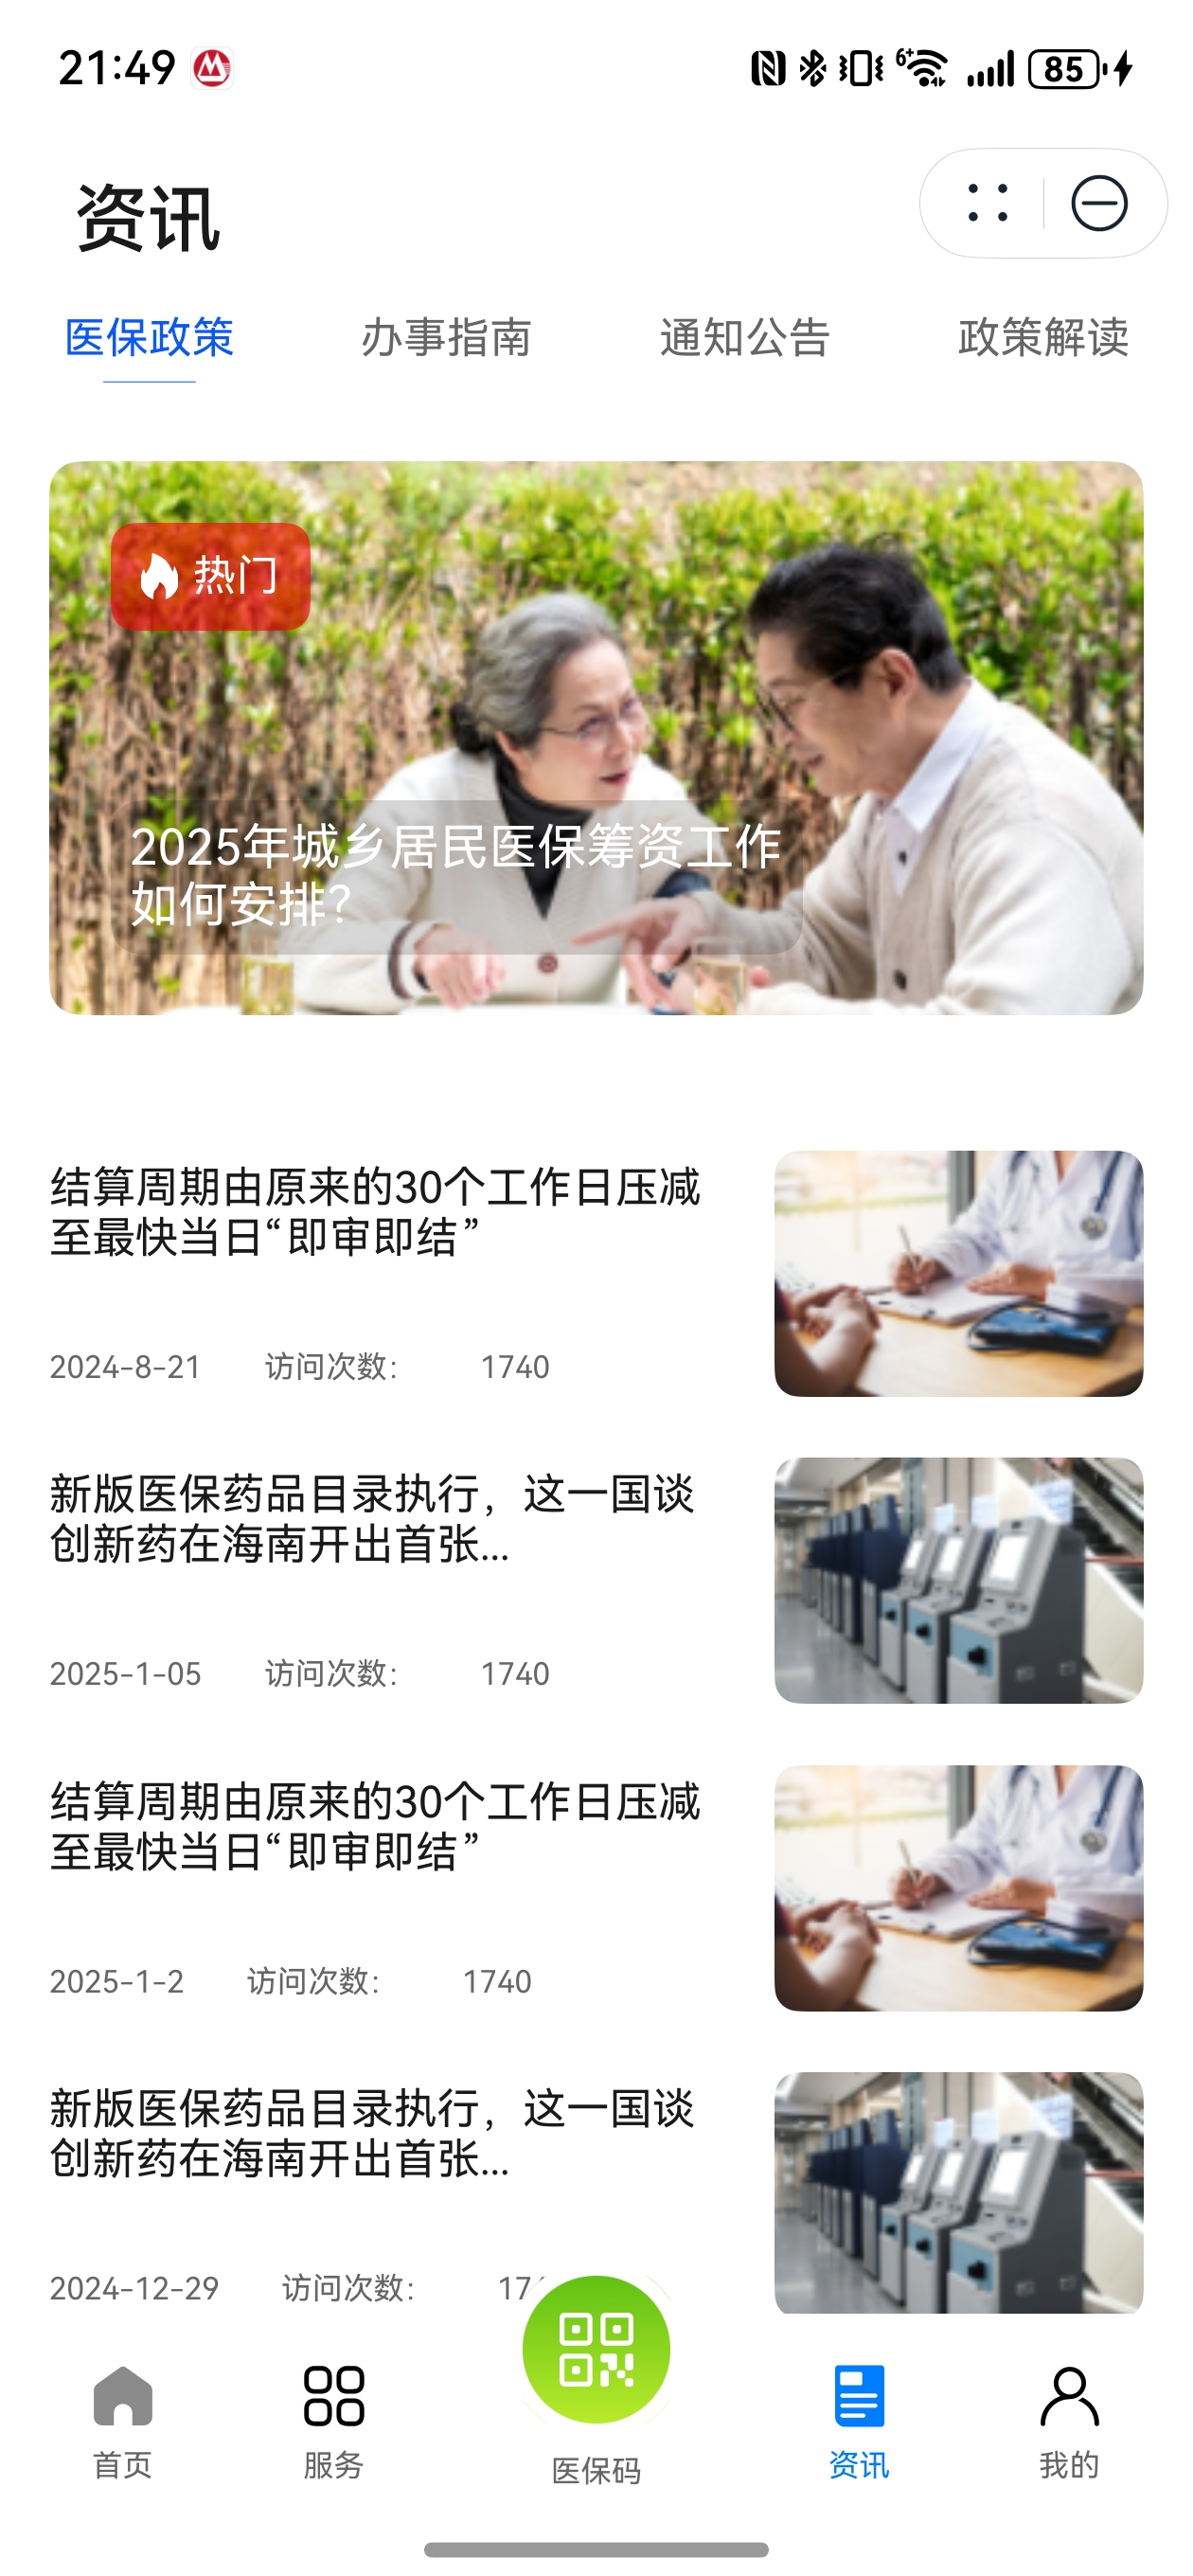 21:49
6+
85
资讯
医保政策 办事指南 通知公告 政策解读
热门
2025年城乡居民医保筹资工作
如何安排?
结算周期由原来的30个工作日压减
至最快当日“即审即结”
2024-8-21 访问次数: 1740
新版医保药品目录执行，这一国谈
创新药在海南开出首张...
2025-1-05 访问次数: 1740
结算周期由原来的30个工作日压减
至最快当日“即审即结”
2025-1-2 访问次数: 1740
新版医保药品目录执行，这一国谈
创新药在海南开出首张...
2024-12-29 访问次数: 17
首页 服务 医保码 资讯 我的